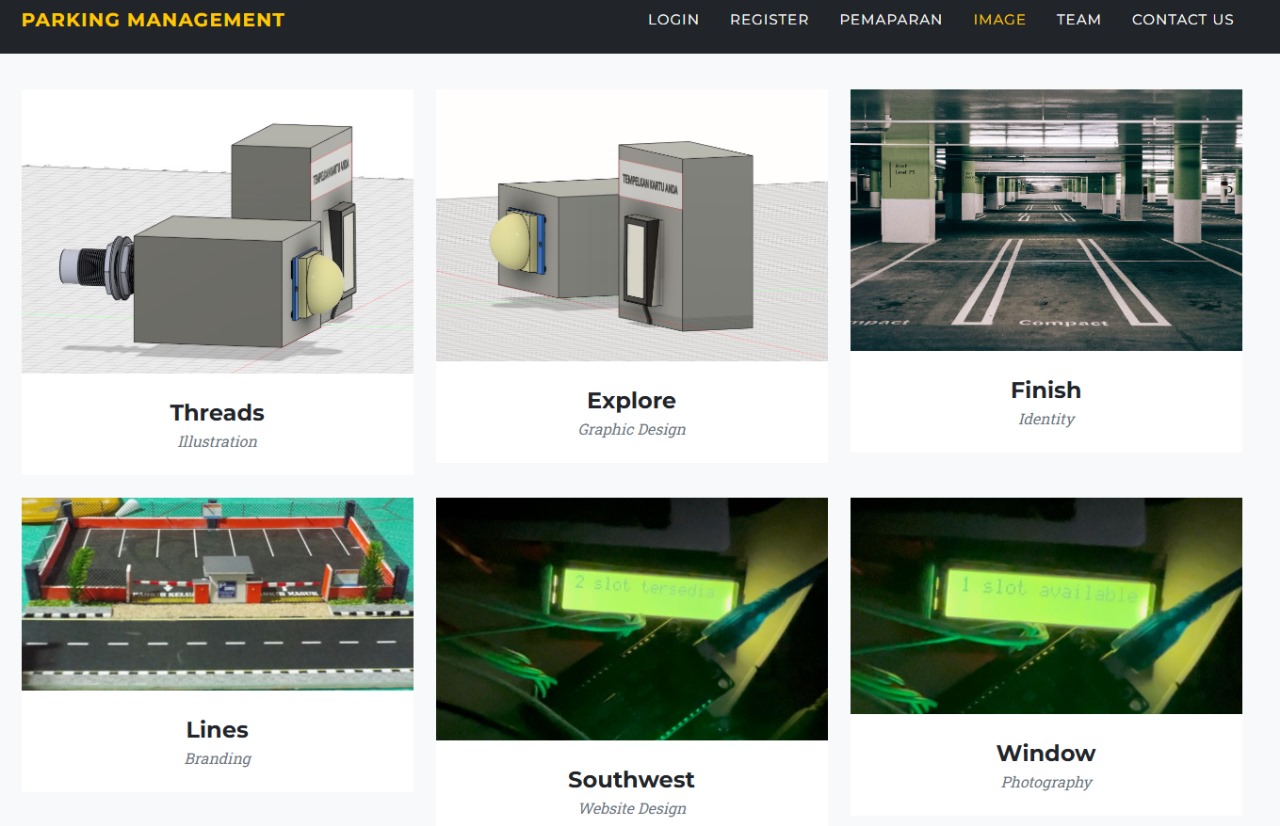 PARKING MANAGEMENT
LOGIN REGISTER PEMAPARAN IMAGE TEAM CONTACT US
TEMPELKAN KARTU ANDA
Threads
Illustration
TEMPELKAN KARTU ANDA
Explore
Graphic Design
Compact
Finish
Identity
Lines
Branding
2 slot tersedia
Southwest
Website Design
1 slot available
Window
Photography